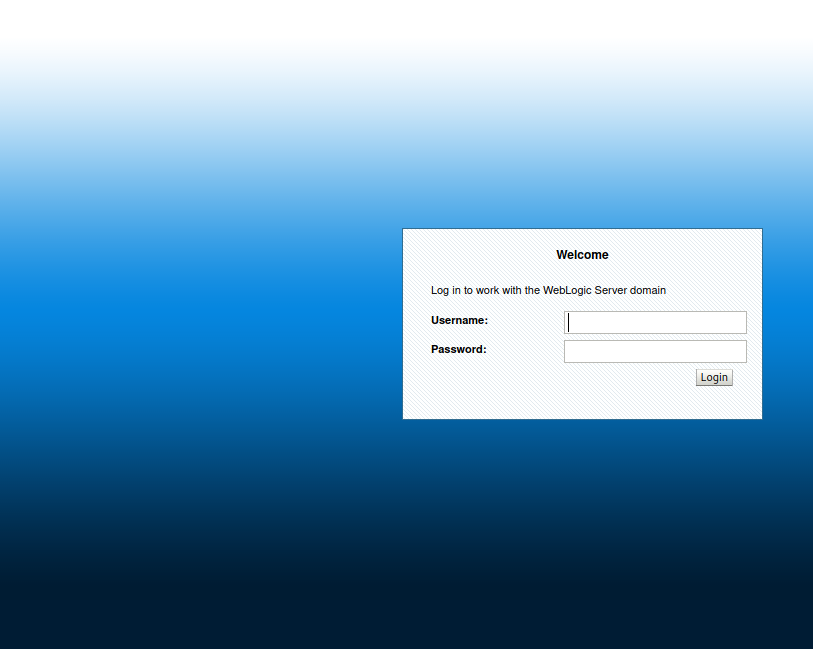 Welcome
Log in to work with the WebLogic Server domain
Username:
Password:
Login